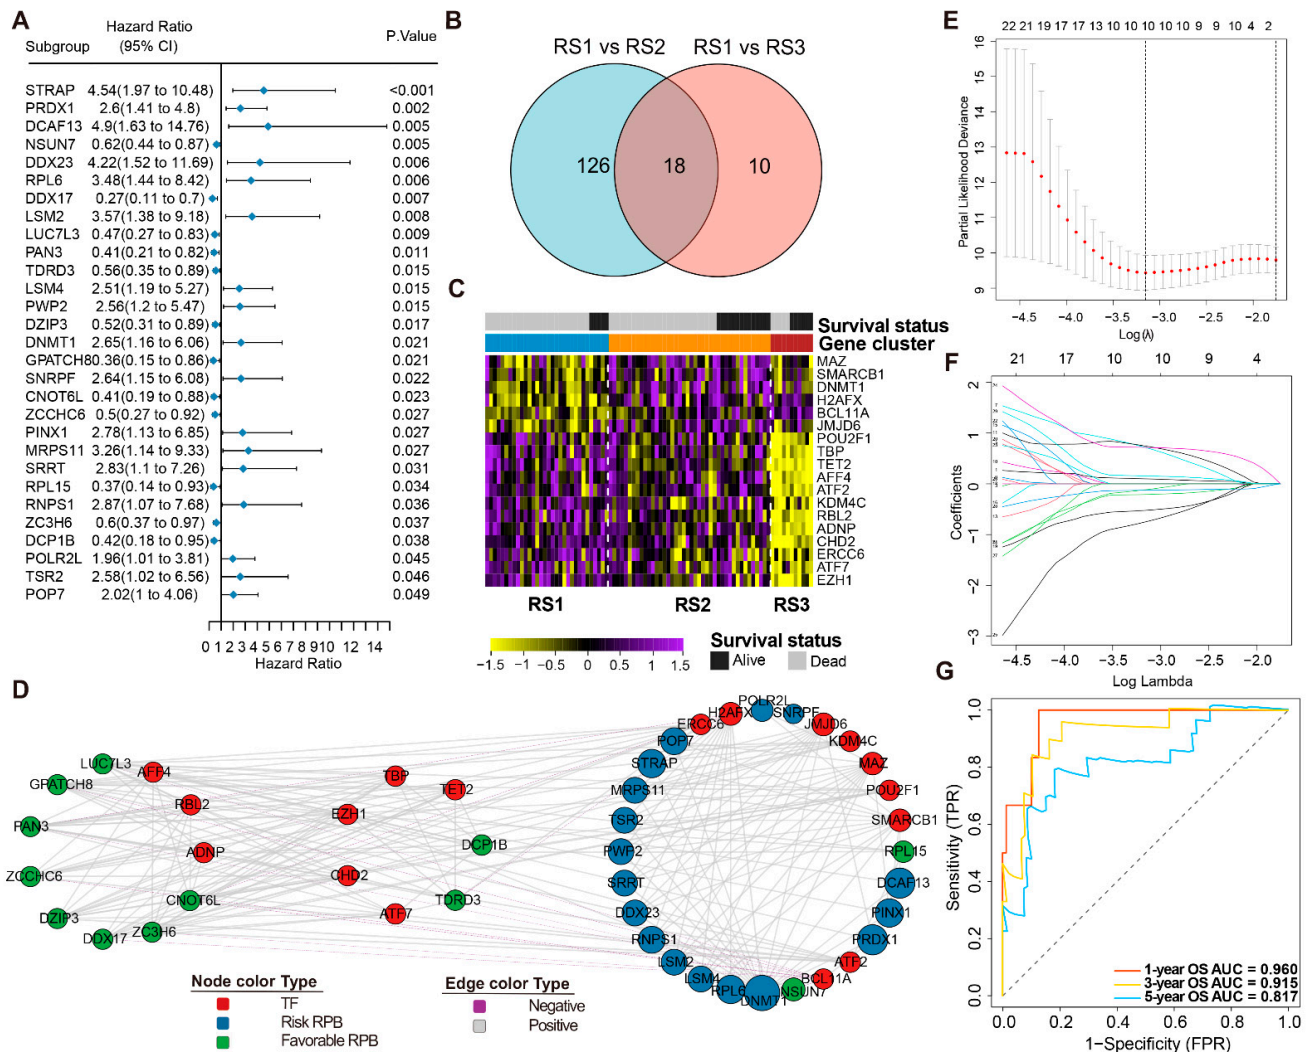 A
Hazard Ratio
Subgroup (95% CI) P.Value
STRAP 4.54(1.97 to 10.48) <0.001
PRDX1 2.6(1.41 to 4.8) 0.002
DCAF13 4.9(1.63 to 14.76) 0.005
NSUN7 0.62(0.44 to 0.87) 0.005
DDX23 4.22(1.52 to 11.69) 0.006
RPL6 3.48(1.44 to 8.42) 0.006
DDX17 0.27(0.11 to 0.7) 0.007
LSM2 3.57(1.38 to 9.18) 0.008
LUC7L3 0.47(0.27 to 0.83) 0.009
PAN3 0.41(0.21 to 0.82) 0.011
TDRD3 0.56(0.35 to 0.89) 0.015
LSM4 2.51(1.19 to 5.27) 0.015
PWP2 2.56(1.2 to 5.47) 0.015
DZIP3 0.52(0.31 to 0.89) 0.017
DNMT1 2.65(1.16 to 6.06) 0.021
GPATCH8 0.36(0.15 to 0.86) 0.021
SNRPF 2.64(1.15 to 6.08) 0.022
CNOT6L 0.41(0.19 to 0.88) 0.023
ZCCHC6 0.5(0.27 to 0.92) 0.027
PINX1 2.78(1.13 to 6.85) 0.027
MRPS11 3.26(1.14 to 9.33) 0.027
SRRT 2.83(1.1 to 7.26) 0.031
RPL15 0.37(0.14 to 0.93) 0.034
RNPS1 2.87(1.07 to 7.68) 0.036
ZC3H6 0.6(0.37 to 0.97) 0.037
DCP1B 0.42(0.18 to 0.95) 0.038
POLR2L 1.96(1.01 to 3.81) 0.045
TSR2 2.58(1.02 to 6.56) 0.046
POP7 2.02(1 to 4.06) 0.049
0 1 2 3 4 5 6 7 8 9 10 12 14
Hazard Ratio
B
RS1 vs RS2 RS1 vs RS3
126 18 10
C
Survival status
Gene cluster
MAZ
SMARCB1
DNMT1
H2AFX
BCL11A
JMJD6
POU2F1
TBP
TET2
AFF4
ATF2
KDM4C
RBL2
ADNP
CHD2
ERCC6
ATF7
EZH1
RS1 RS2 RS3
−1.5 −1 −0.5 0 0.5 1 1.5
Survival status
Alive Dead
D
LUC7L3
GPATCH8
AFF4
RBL2
PAN3
ADNP
ZCCHC6
CNOT6L
DZIP3
DDX17
ZC3H6
TBP
TET2
EZH1
DCP1B
CHD2
TDRD3
ATF7
POLR2L
H2AFX
SNRPF
ERCC6
JMJD6
POP7
KDM4C
STRAP
MAZ
MRPS11
POU2F1
TSR2
SMARCB1
PWP2
RPL15
SRRT
DCAF13
DDX23
PINX1
RNPS1
PRDX1
LSM2
ATF2
LSM4
BCL11A
RPL6
DNMT1
NSUN7
Node color Type
TF
Risk RPB
Favorable RPB
Edge color Type
Negative
Positive
E
22 21 19 17 17 13 10 10 10 10 10 9 9 10 4 2
Partial Likelihood Deviance
16
15
14
13
12
11
10
9
−4.5 −4.0 −3.5 −3.0 −2.5 −2.0
Log(λ)
F
21 17 10 10 9 4
Coefficients
2
1
0
−1
−2
−3
−4.5 −4.0 −3.5 −3.0 −2.5 −2.0
Log Lambda
G
Sensitivity (TPR)
1.0
0.8
0.6
0.4
0.2
0.0
1-year OS AUC = 0.960
3-year OS AUC = 0.915
5-year OS AUC = 0.817
0.0 0.2 0.4 0.6 0.8 1.0
1−Specificity (FPR)